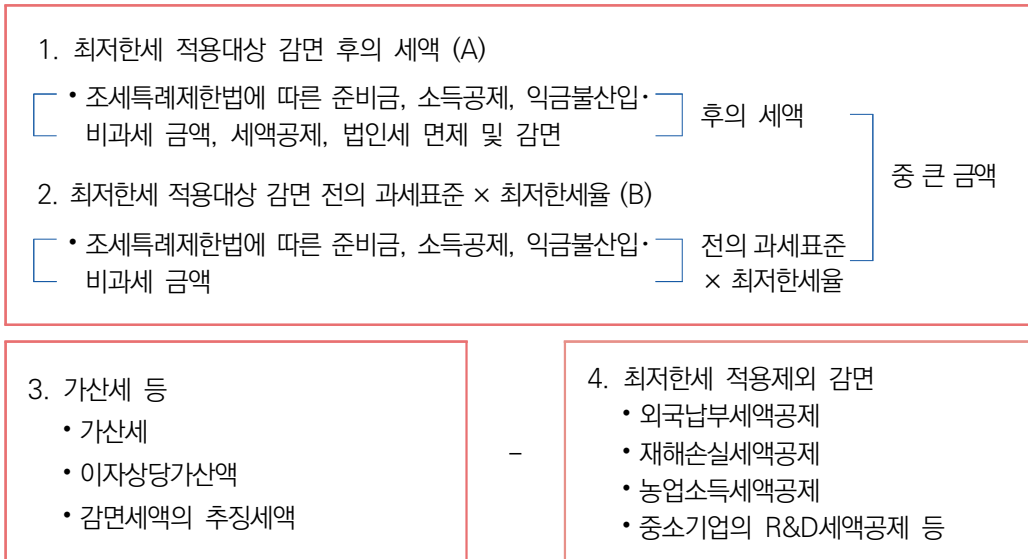 1. 최저한세 적용대상 감면 후의 세액 (A)
• 조세특례제한법에 따른 준비금, 소득공제, 익금불산입·
비과세 금액, 세액공제, 법인세 면제 및 감면
후의 세액
중 큰 금액
2. 최저한세 적용대상 감면 전의 과세표준 × 최저한세율 (B)
• 조세특례제한법에 따른 준비금, 소득공제, 익금불산입·
비과세 금액
전의 과세표준
× 최저한세율
3. 가산세 등
• 가산세
• 이자상당가산액
• 감면세액의 추징세액
–
4. 최저한세 적용제외 감면
• 외국납부세액공제
• 재해손실세액공제
• 농업소득세액공제
• 중소기업의 R&D세액공제 등